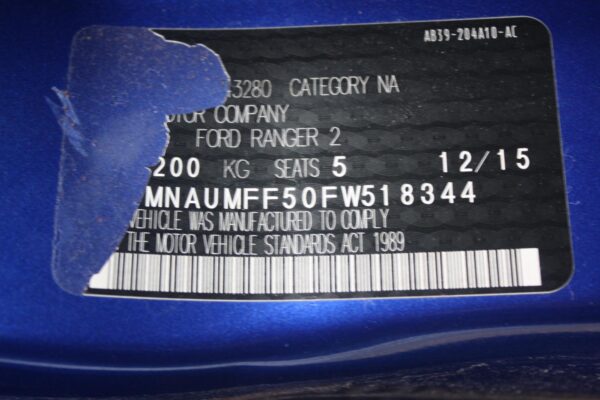 AB39-204A10-AC
43280 CATEGORY NA
MOTOR COMPANY
FORD RANGER 2
200 KG SEATS 5 12/15
MNAUMFF50FW518344
VEHICLE WAS MANUFACTURED TO COMPLY
THE MOTOR VEHICLE STANDARDS ACT 1989